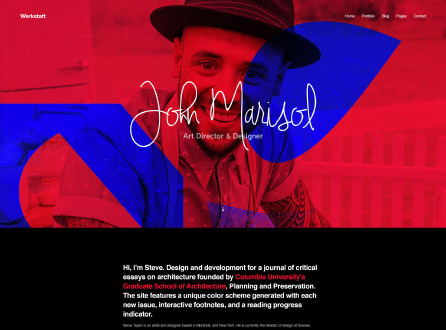 Werkstatt
Home Portfolio Blog Pages Contact
John Marisol
Art Director & Designer
Hi, I'm Steve. Design and development for a journal of critical
essays on architecture founded by Columbia University's
Graduate School of Architecture, Planning and Preservation.
The site features a unique color scheme generated with each
new issue, interactive footnotes, and a reading progress
indicator.
Steve Taylor is an artist and designer based in Montréal, and New York. He is currently the director of design at Issense,